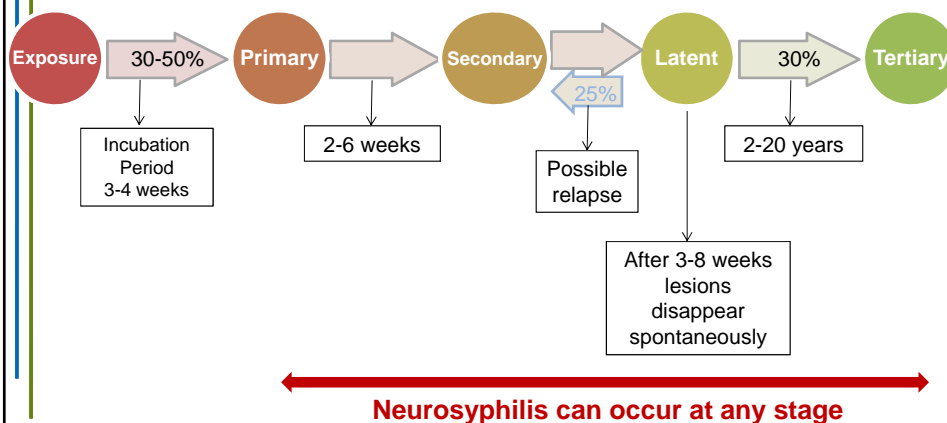 Exposure
30-50%
Primary
Secondary
Latent
30%
Tertiary
25%
Incubation
Period
3-4 weeks
2-6 weeks
Possible
relapse
2-20 years
After 3-8 weeks
lesions
disappear
spontaneously
Neurosyphilis can occur at any stage